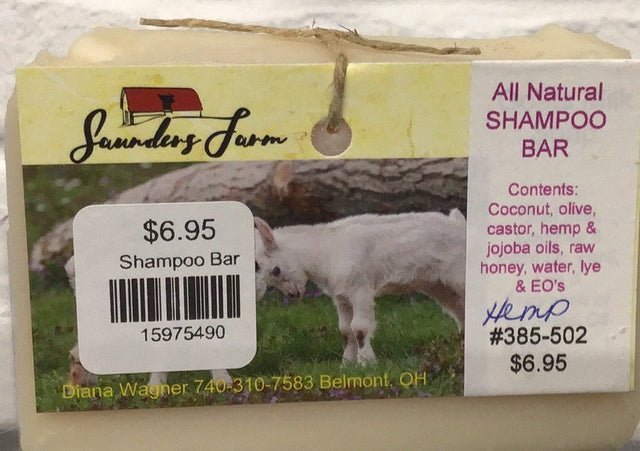 Saunders Farm
$6.95
Shampoo Bar
15975490
Diana Wagner 740-310-7583 Belmont, OH
All Natural
SHAMPOO
BAR
Contents:
Coconut, olive,
castor, hemp &
jojoba oils, raw
honey, water, lye
& EO's
Hemp
#385-502
$6.95